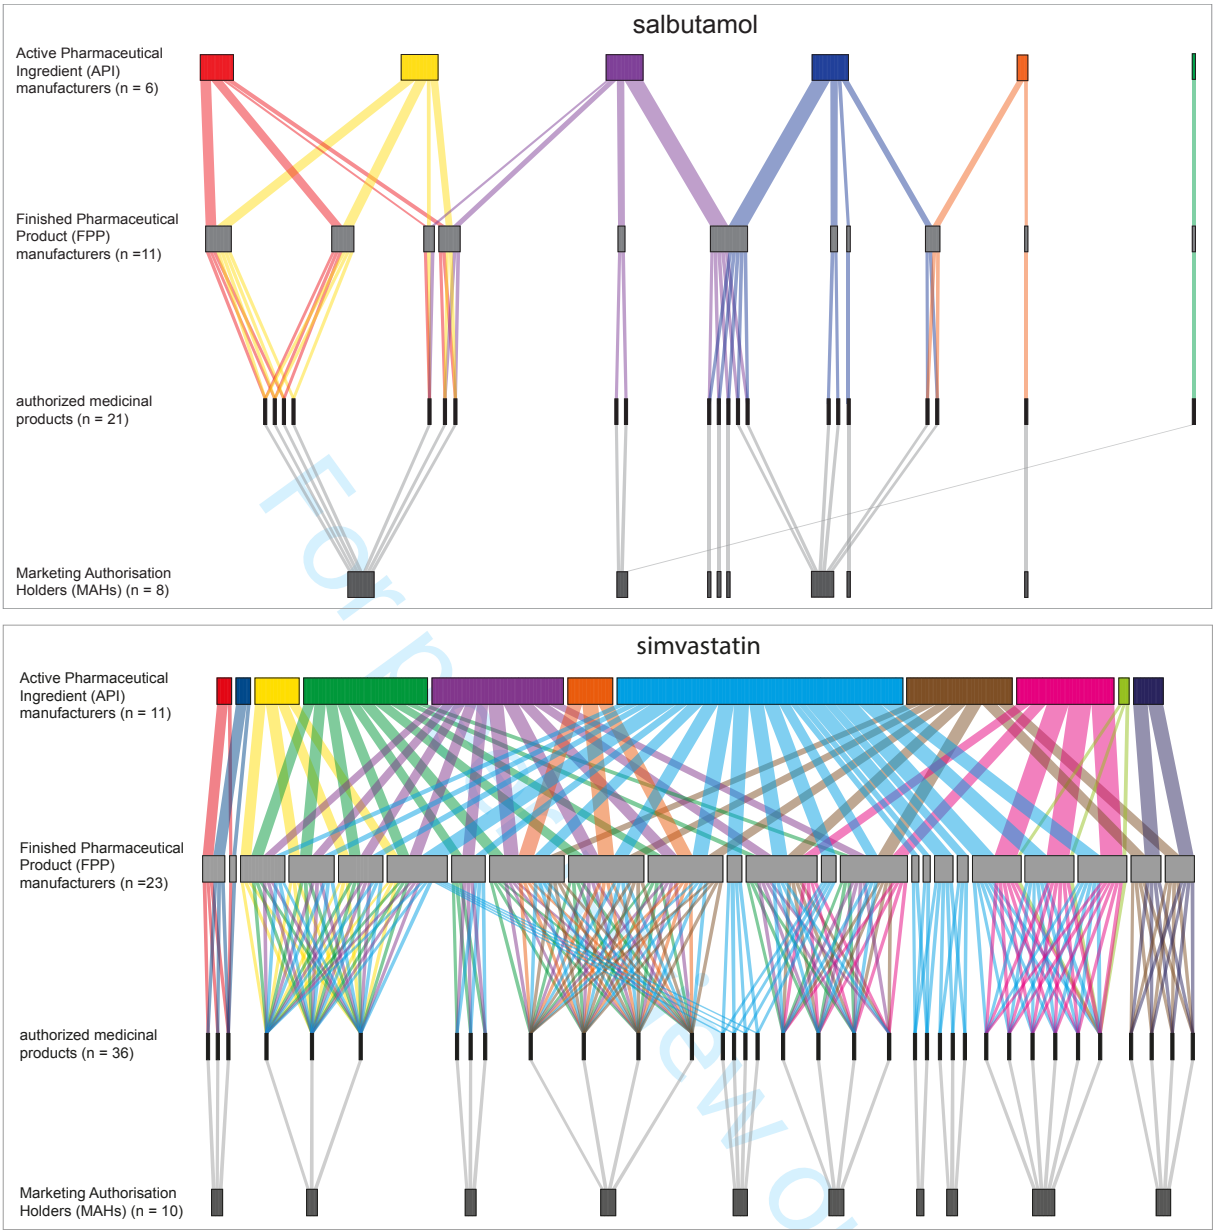 salbutamol
Active Pharmaceutical
Ingredient (API)
manufacturers (n = 6)
Finished Pharmaceutical
Product (FPP)
manufacturers (n =11)
authorized medicinal
products (n = 21)
For p
Marketing Authorisation
Holders (MAHs) (n = 8)
simvastatin
Active Pharmaceutical
Ingredient (API)
manufacturers (n = 11)
Finished Pharmaceutical
Product (FPP)
manufacturers (n =23)
authorized medicinal
products (n = 36)
view o
Marketing Authorisation
Holders (MAHs) (n = 10)